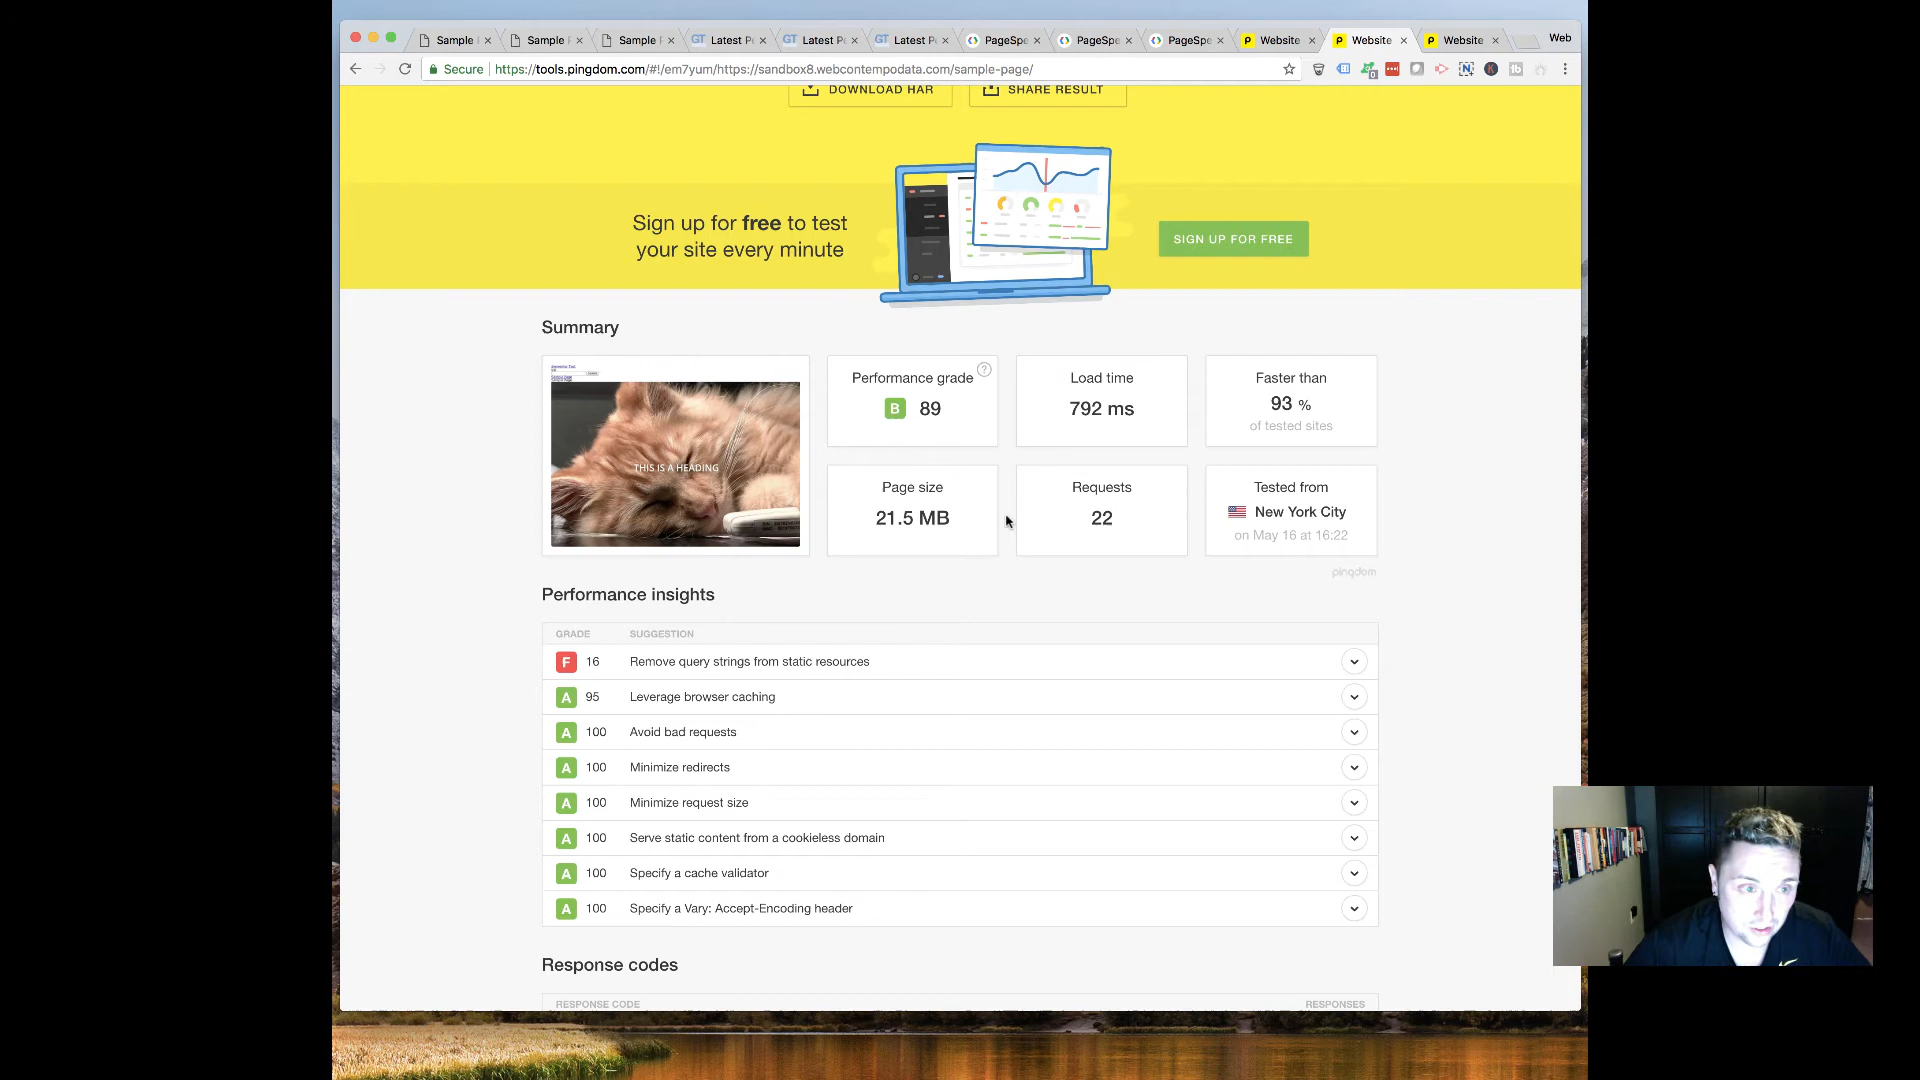 Sample
Sample
Sample
GT Latest P
GT Latest P
GT Latest P
PageSpe
PageSpe
PageSpe
Website
Website
Website
Web
Secure
https://tools.pingdom.com/#!/em7yum/https://sandbox8.webcontempodata.com/sample-page/
DOWNLOAD HAR
SHARE RESULT
Sign up for free to test
your site every minute
SIGN UP FOR FREE
Summary
THIS IS A HEADING
Performance grade ?
B 89
Load time
792 ms
Faster than
93 %
of tested sites
Page size
21.5 MB
Requests
22
Tested from
New York City
on May 16 at 16:22
pingdom
Performance insights
GRADE SUGGESTION
F 16 Remove query strings from static resources
A 95 Leverage browser caching
A 100 Avoid bad requests
A 100 Minimize redirects
A 100 Minimize request size
A 100 Serve static content from a cookieless domain
A 100 Specify a cache validator
A 100 Specify a Vary: Accept-Encoding header
Response codes
RESPONSE CODE RESPONSES